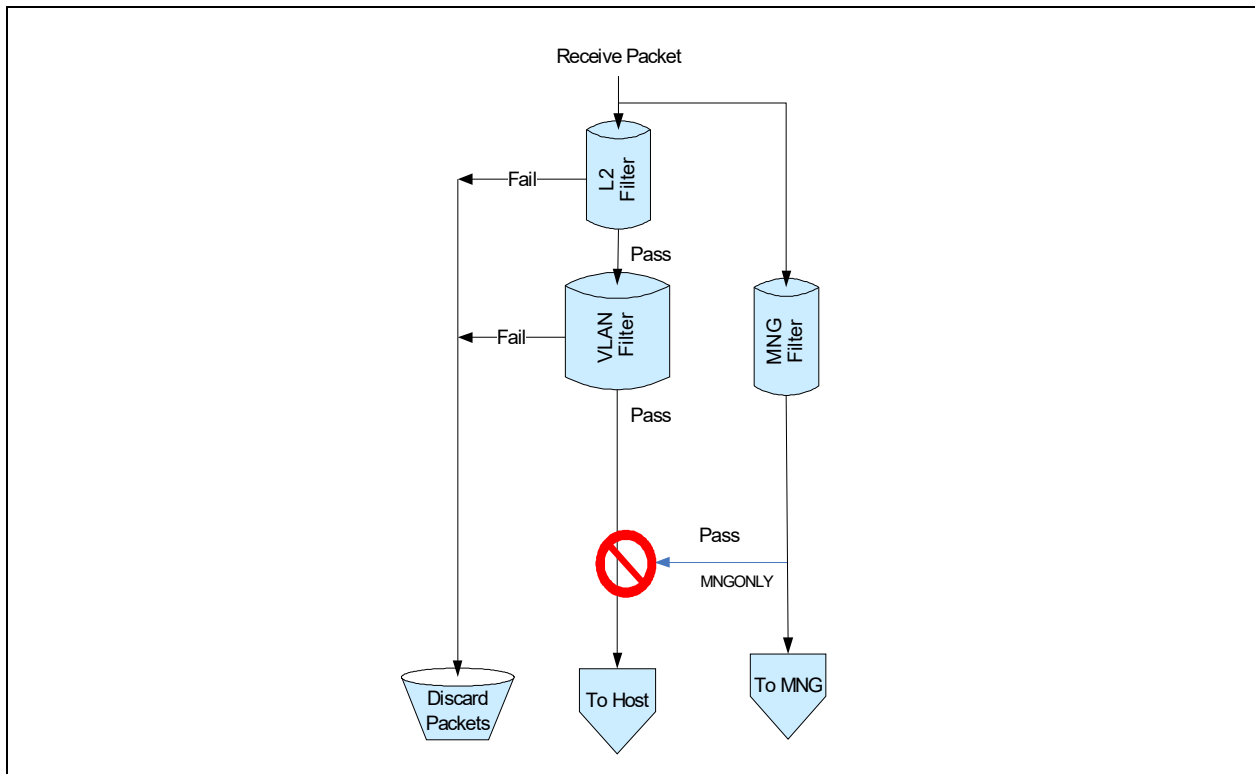 Receive Packet
L2
Filter
Fail
Pass
VLAN
Filter
MNG
Filter
Fail
Pass
Pass
MNGONLY
Discard
Packets
To Host
To MNG